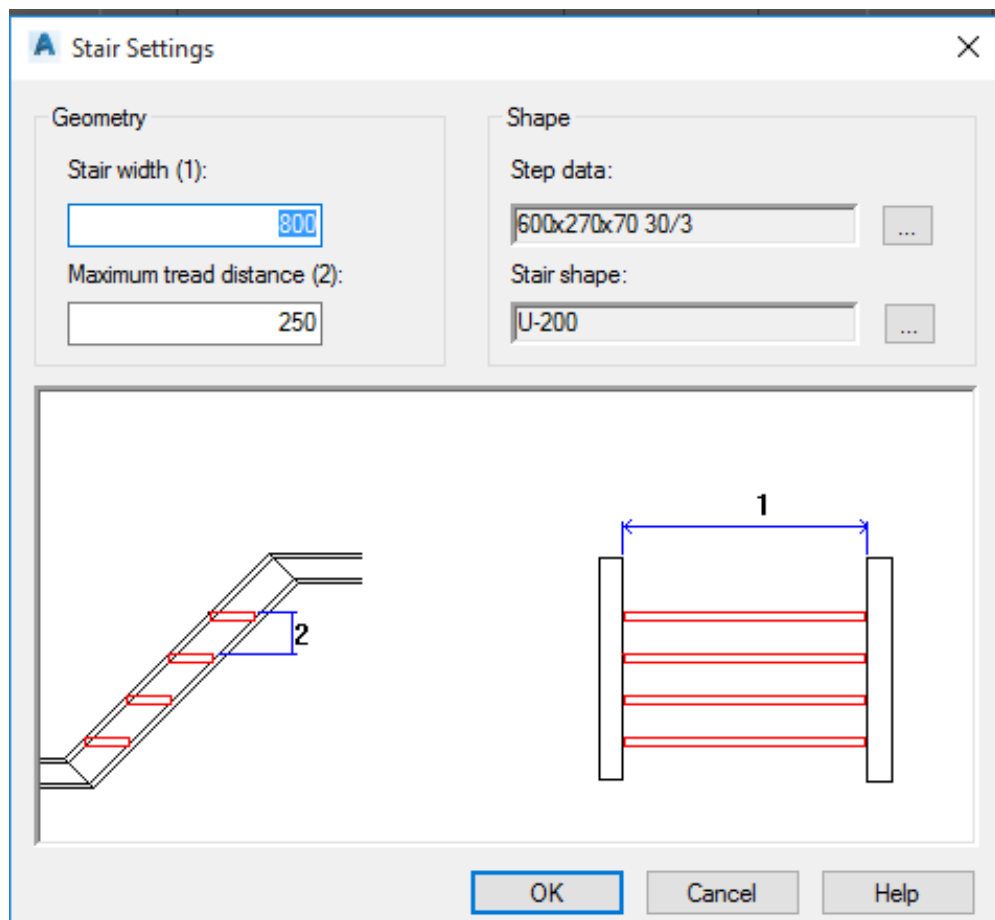 Stair Settings
Geometry
Stair width (1):
800
Maximum tread distance (2):
250
Shape
Step data:
600x270x70 30/3
...
Stair shape:
U-200
...
2
1
OK
Cancel
Help